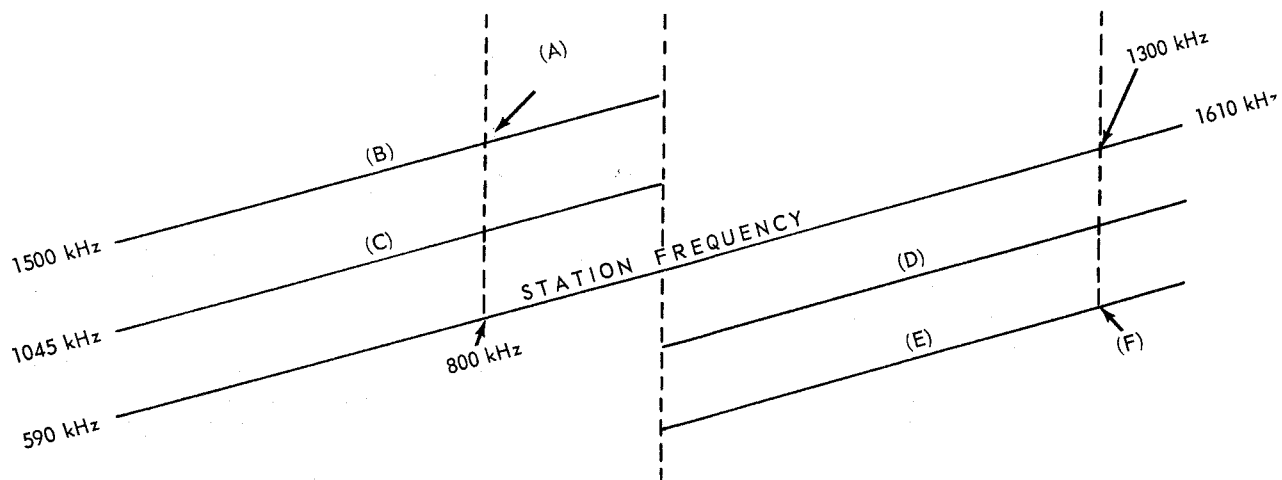 (A)
1300 kHz
1610 kHz
(B)
1500 kHz
(C)
STATION FREQUENCY
(D)
1045 kHz
800 kHz
(E)
(F)
590 kHz